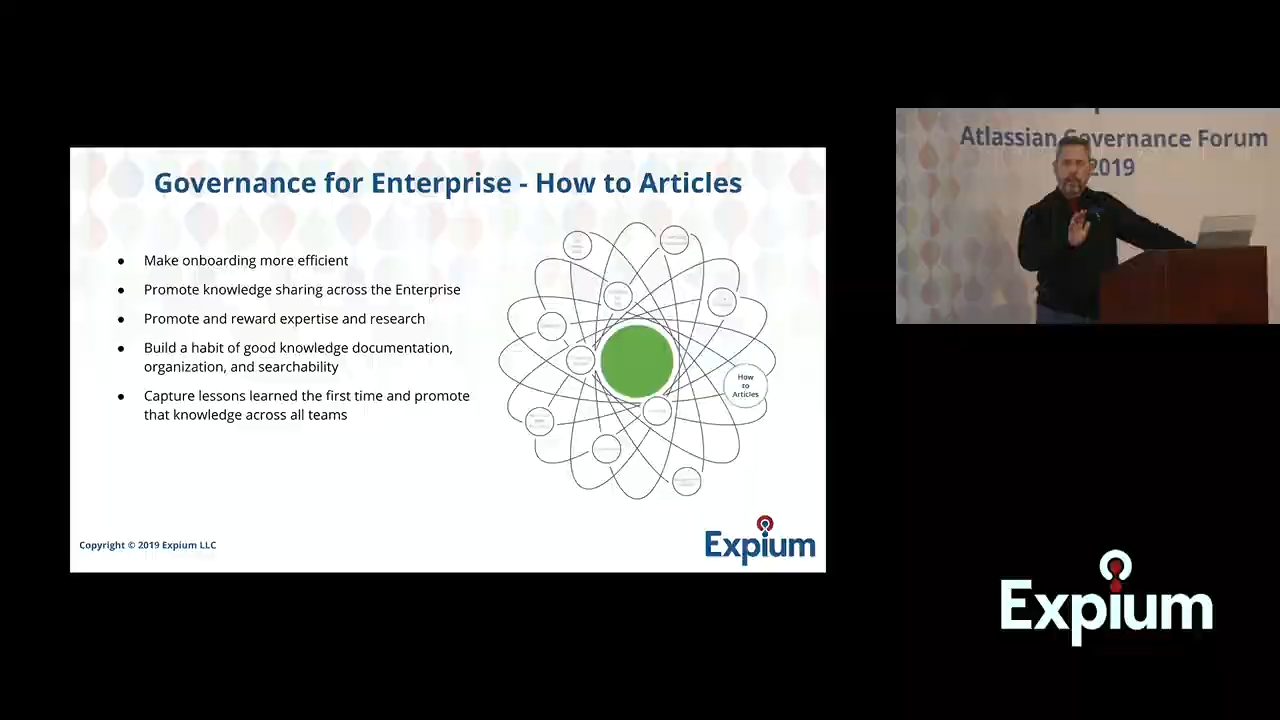 Governance for Enterprise - How to Articles
● Make onboarding more efficient
● Promote knowledge sharing across the Enterprise
● Promote and reward expertise and research
● Build a habit of good knowledge documentation,
organization, and searchability
● Capture lessons learned the first time and promote
that knowledge across all teams
How
to
Articles
Copyright © 2019 Expium LLC
Expium
Atlassian Governance Forum
2019
Expium